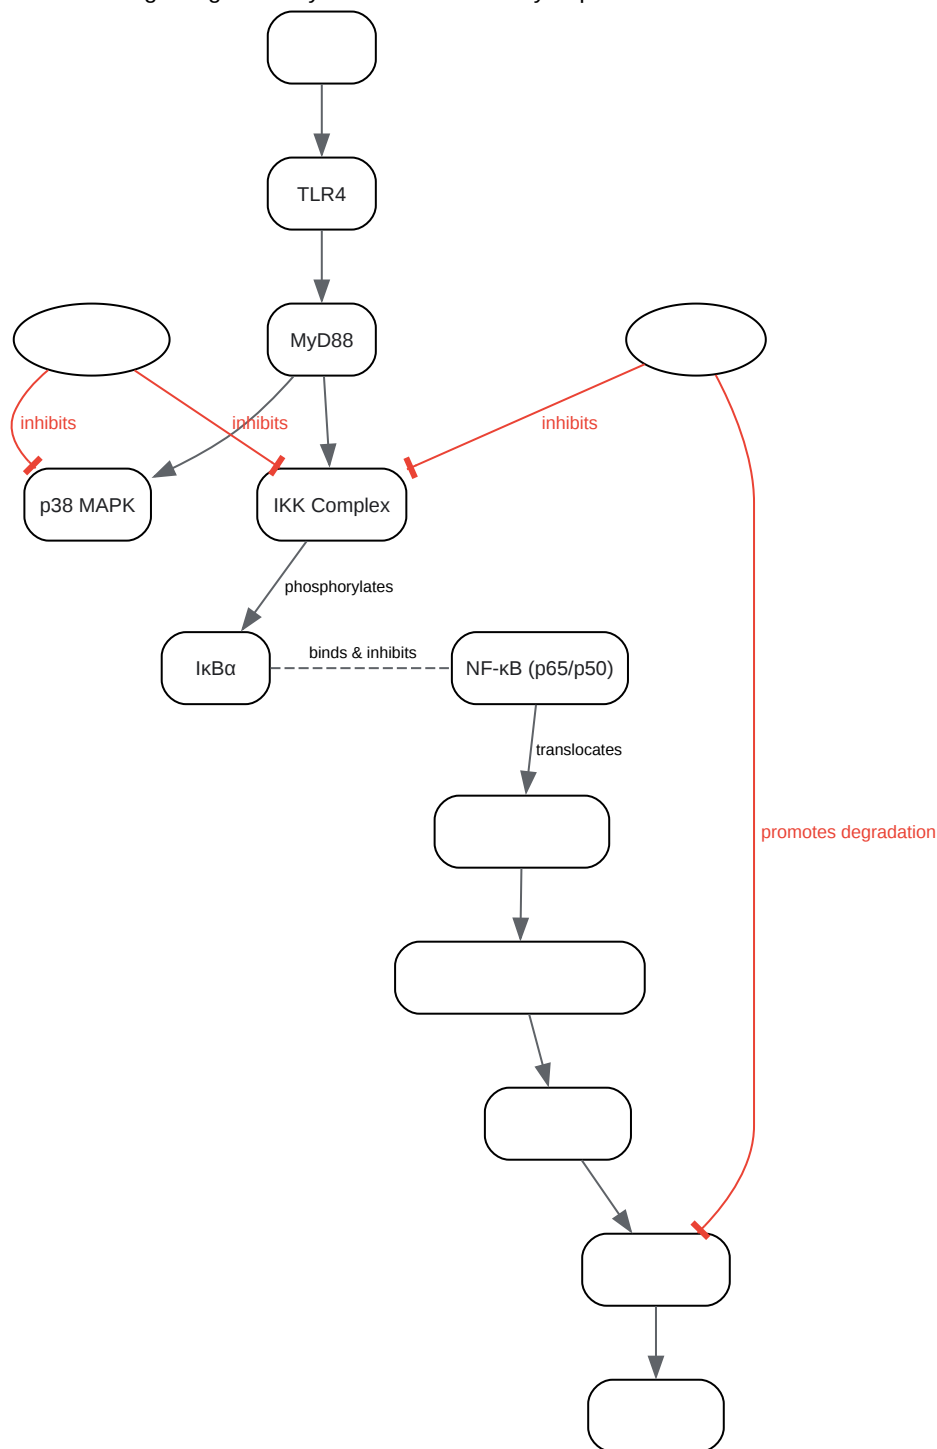 TLR4
MyD88
inhibits
inhibits
inhibits
p38 MAPK
IKK Complex
phosphorylates
IκBα
binds & inhibits
NF-κB (p65/p50)
translocates
promotes degradation